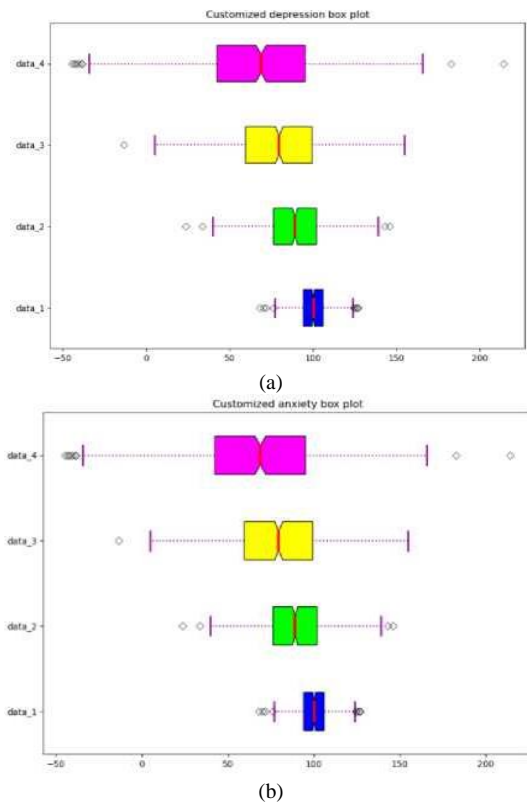 Customized depression box plot
data_4
data_3
data_2
data_1
−50 0 50 100 150 200
(a)
Customized anxiety box plot
data_4
data_3
data_2
data_1
−50 0 50 100 150 200
(b)